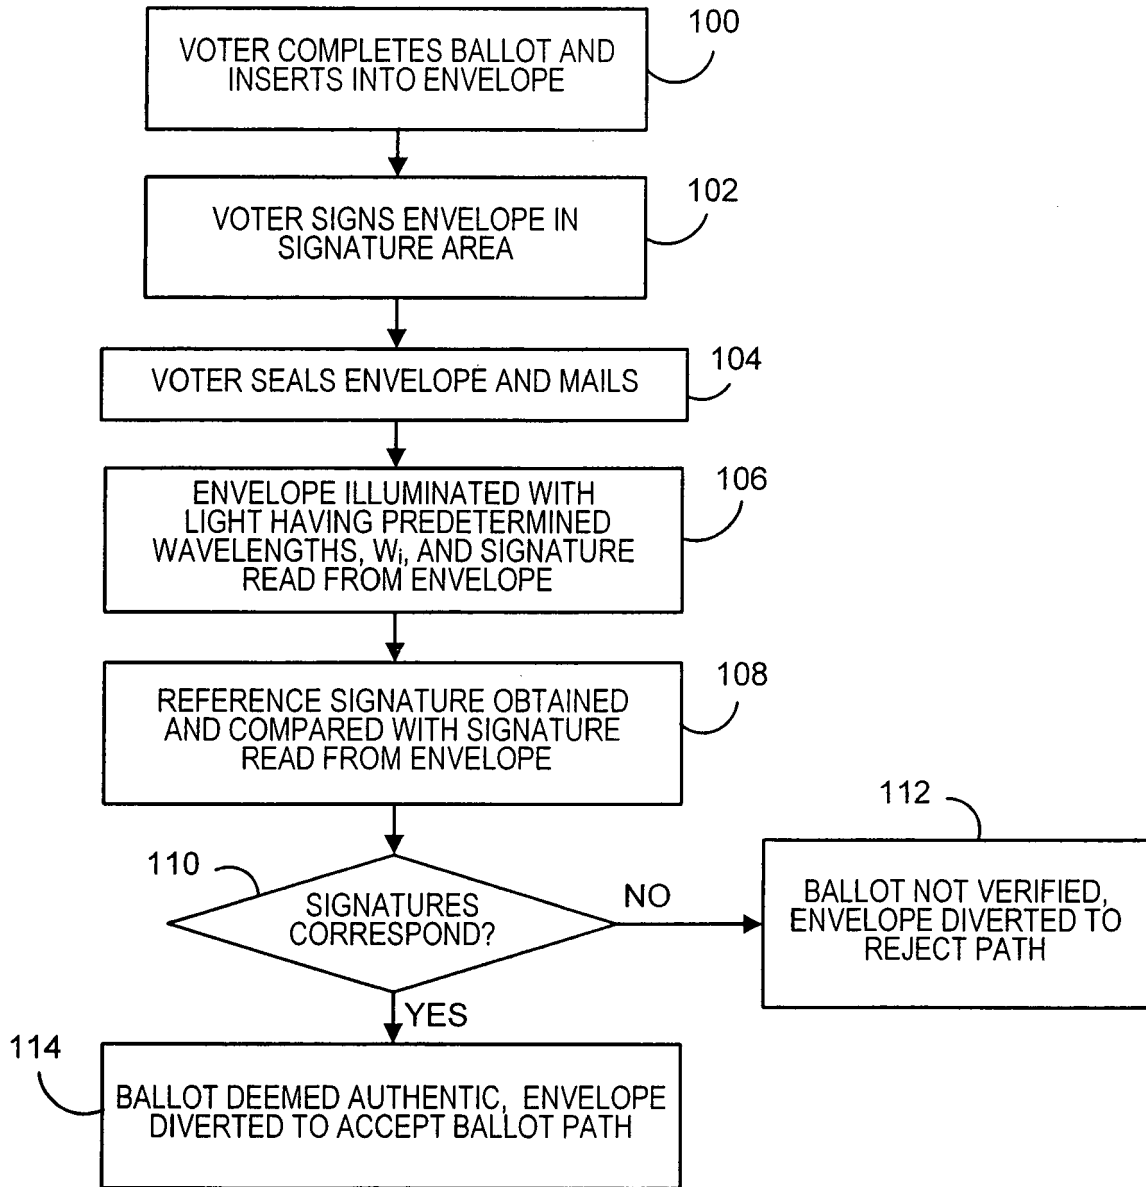 100
VOTER COMPLETES BALLOT AND
INSERTS INTO ENVELOPE
102
VOTER SIGNS ENVELOPE IN
SIGNATURE AREA
104
VOTER SEALS ENVELOPE AND MAILS
106
ENVELOPE ILLUMINATED WITH
LIGHT HAVING PREDETERMINED
WAVELENGTHS, Wi, AND SIGNATURE
READ FROM ENVELOPE
108
REFERENCE SIGNATURE OBTAINED
AND COMPARED WITH SIGNATURE
READ FROM ENVELOPE
110
SIGNATURES
CORRESPOND?
NO
112
BALLOT NOT VERIFIED,
ENVELOPE DIVERTED TO
REJECT PATH
YES
114
BALLOT DEEMED AUTHENTIC, ENVELOPE
DIVERTED TO ACCEPT BALLOT PATH